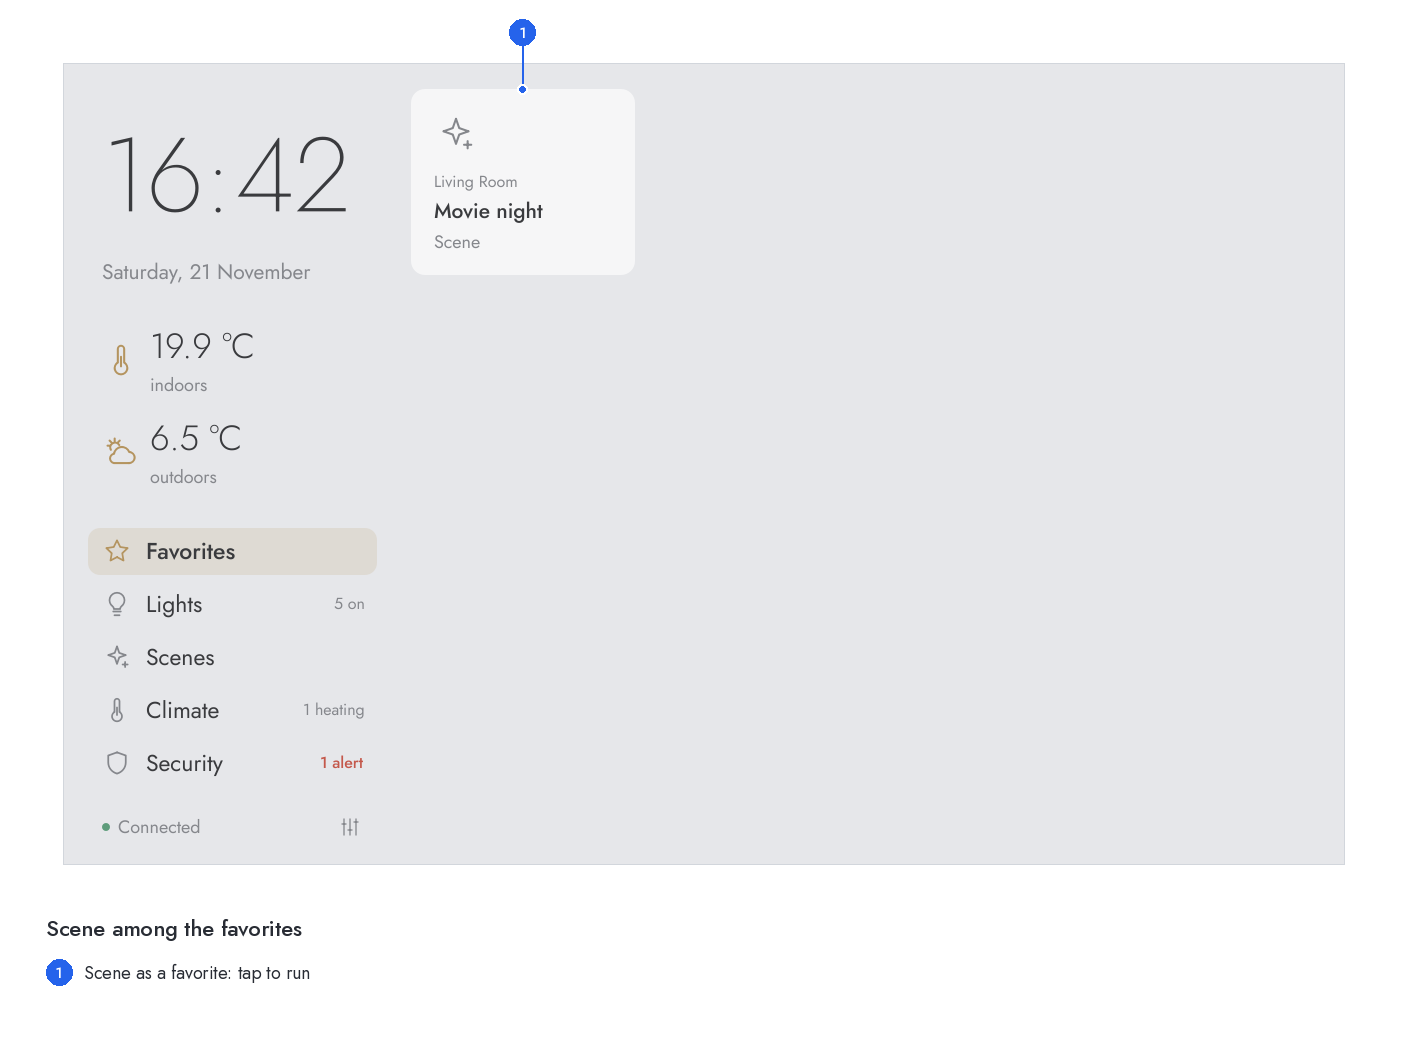 1
16:42
Saturday, 21 November
19.9 °C
indoors
6.5 °C
outdoors
Favorites
Lights 5 on
Scenes
Climate 1 heating
Security 1 alert
Connected
Living Room
Movie night
Scene
Scene among the favorites
1 Scene as a favorite: tap to run